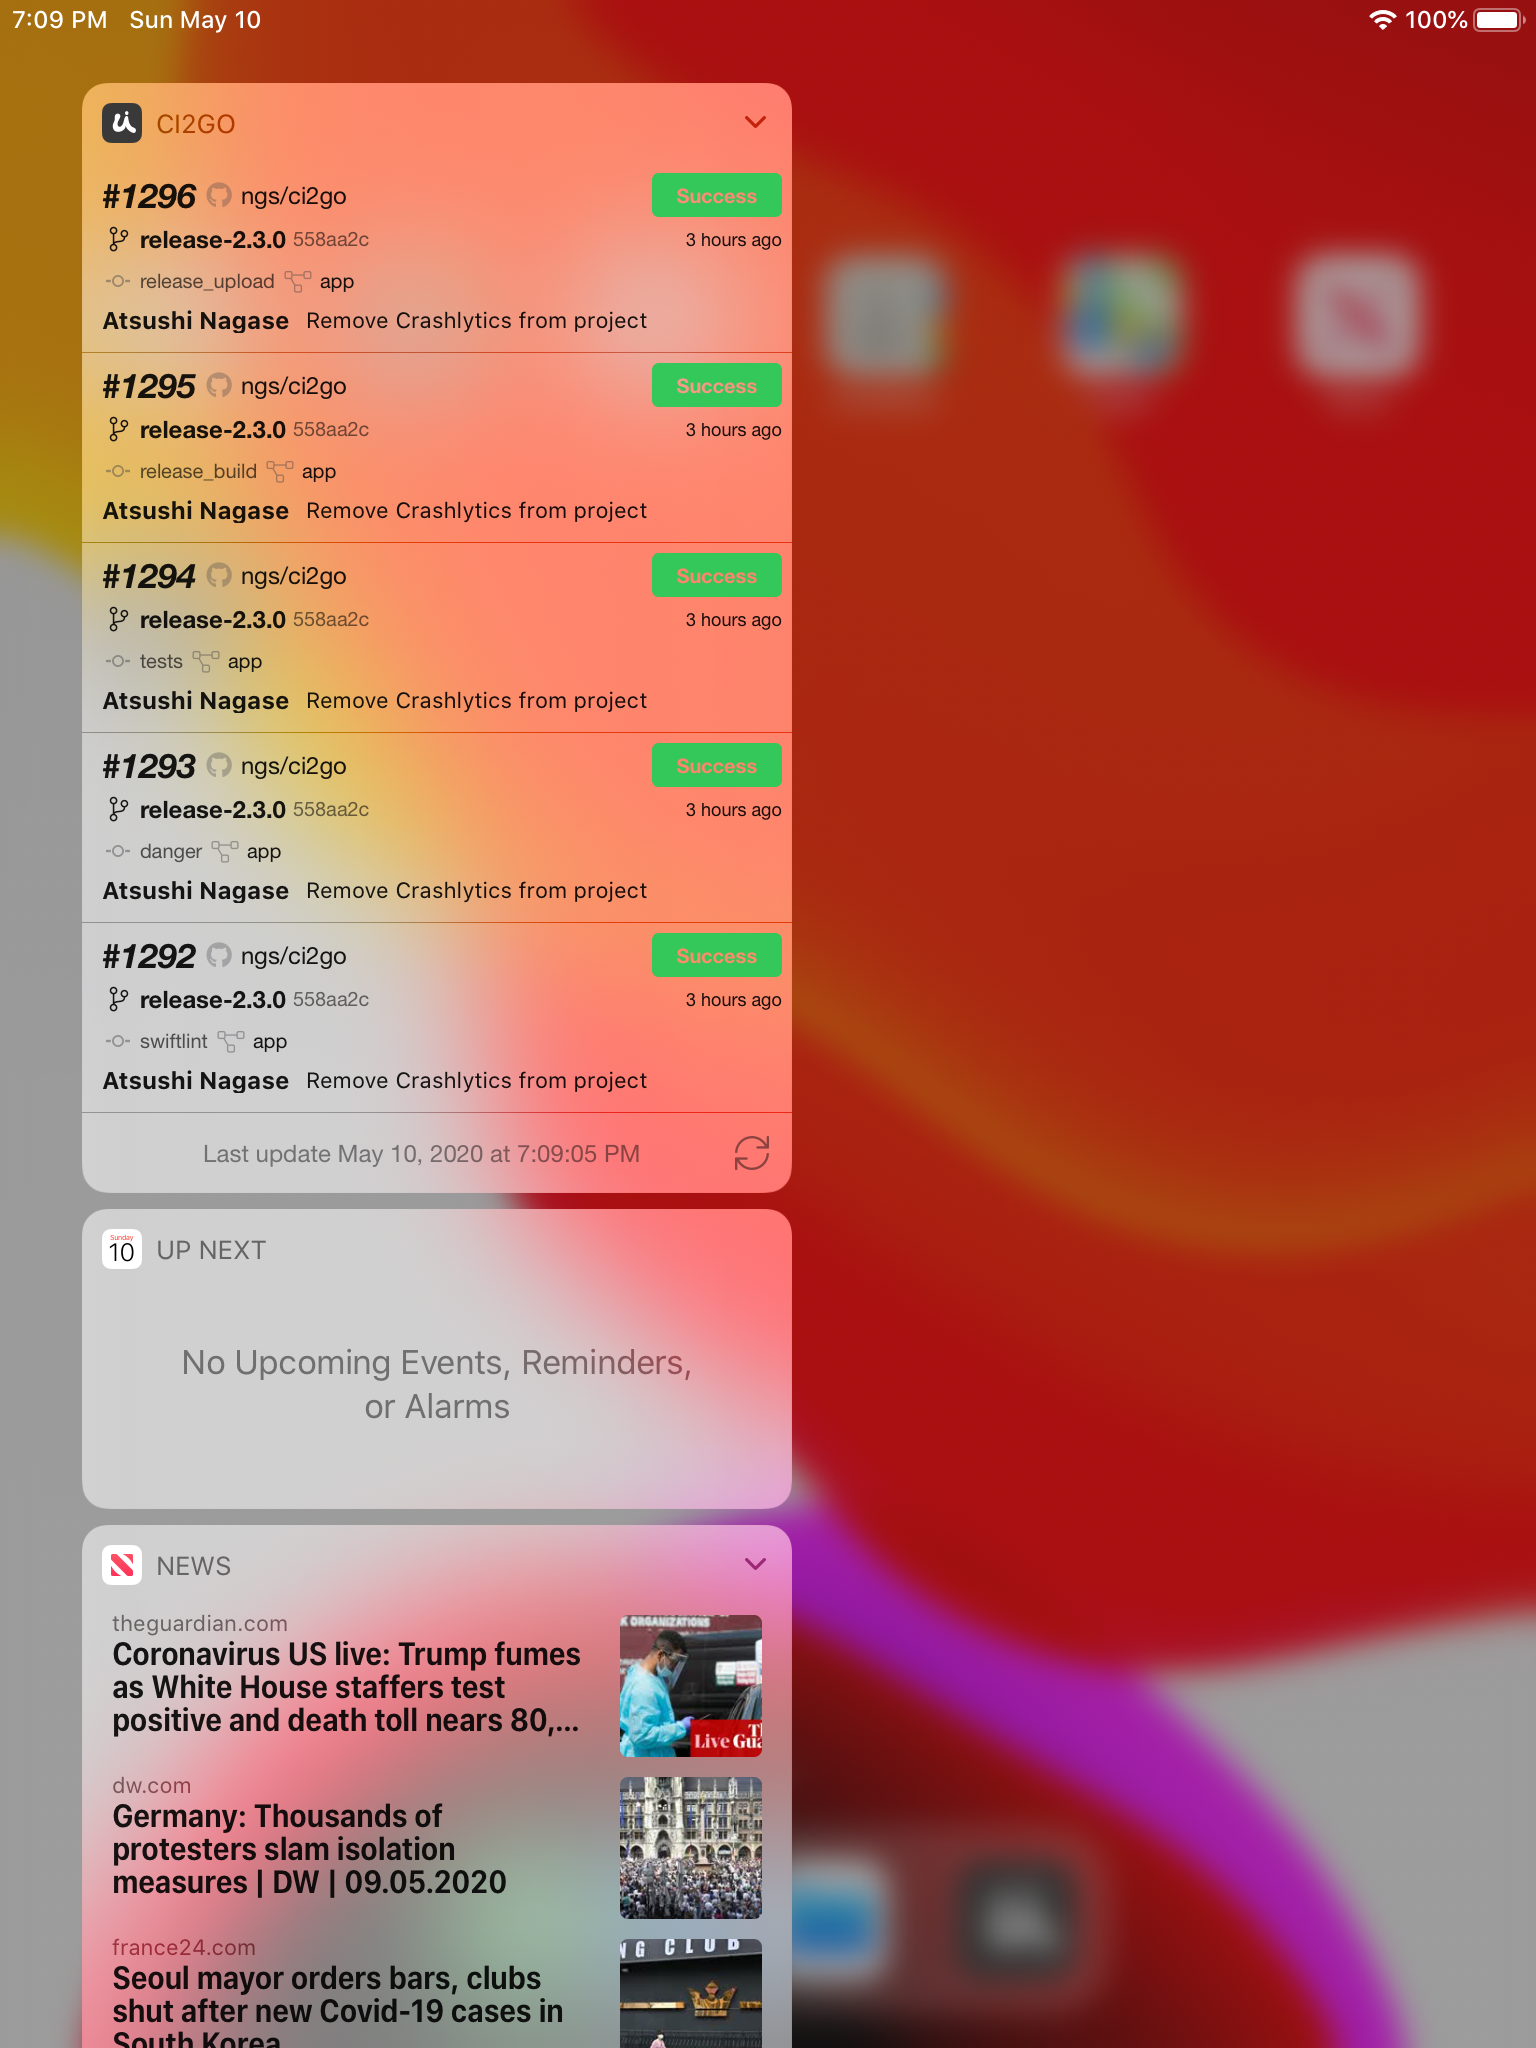 7:09 PM Sun May 10
100%
CI2GO
#1296 ngs/ci2go Success
release-2.3.0 558aa2c 3 hours ago
release_upload app
Atsushi Nagase Remove Crashlytics from project
#1295 ngs/ci2go Success
release-2.3.0 558aa2c 3 hours ago
release_build app
Atsushi Nagase Remove Crashlytics from project
#1294 ngs/ci2go Success
release-2.3.0 558aa2c 3 hours ago
tests app
Atsushi Nagase Remove Crashlytics from project
#1293 ngs/ci2go Success
release-2.3.0 558aa2c 3 hours ago
danger app
Atsushi Nagase Remove Crashlytics from project
#1292 ngs/ci2go Success
release-2.3.0 558aa2c 3 hours ago
swiftlint app
Atsushi Nagase Remove Crashlytics from project
Last update May 10, 2020 at 7:09:05 PM
Sunday
10
UP NEXT
No Upcoming Events, Reminders,
or Alarms
NEWS
theguardian.com
Coronavirus US live: Trump fumes
as White House staffers test
positive and death toll nears 80,...
K ORGANIZATIONS
Live
dw.com
Germany: Thousands of
protesters slam isolation
measures | DW | 09.05.2020
france24.com
Seoul mayor orders bars, clubs
shut after new Covid-19 cases in
South Korea
CLUB